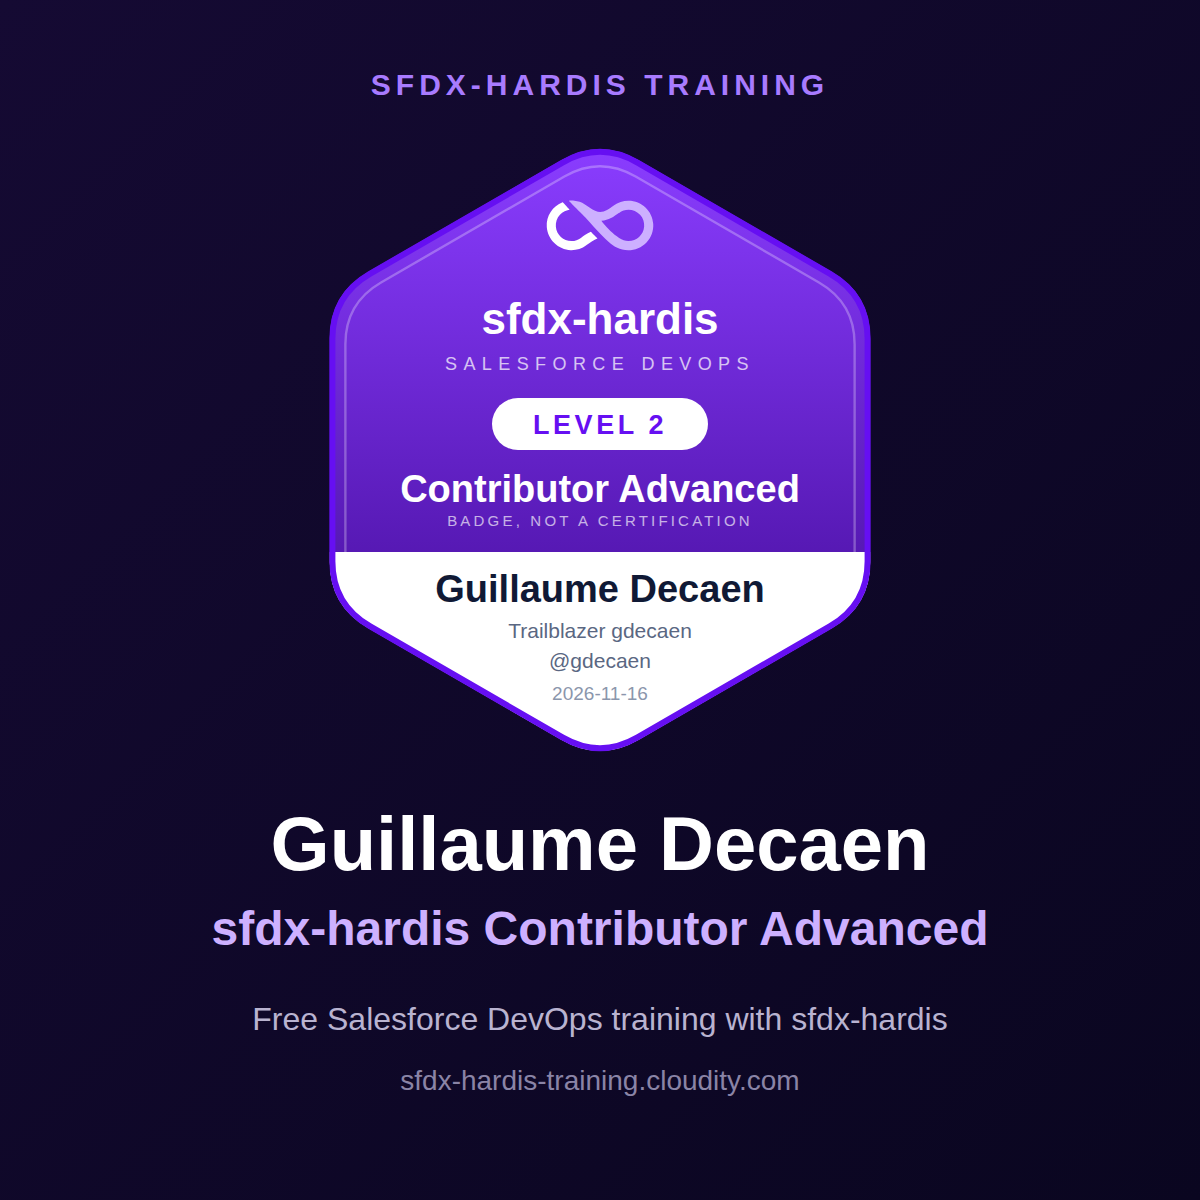 SFDX-HARDIS TRAINING
sfdx-hardis
SALESFORCE DEVOPS
LEVEL 2
Contributor Advanced
BADGE, NOT A CERTIFICATION
Guillaume Decaen
Trailblazer gdecaen
@gdecaen
2026-11-16
Guillaume Decaen
sfdx-hardis Contributor Advanced
Free Salesforce DevOps training with sfdx-hardis
sfdx-hardis-training.cloudity.com